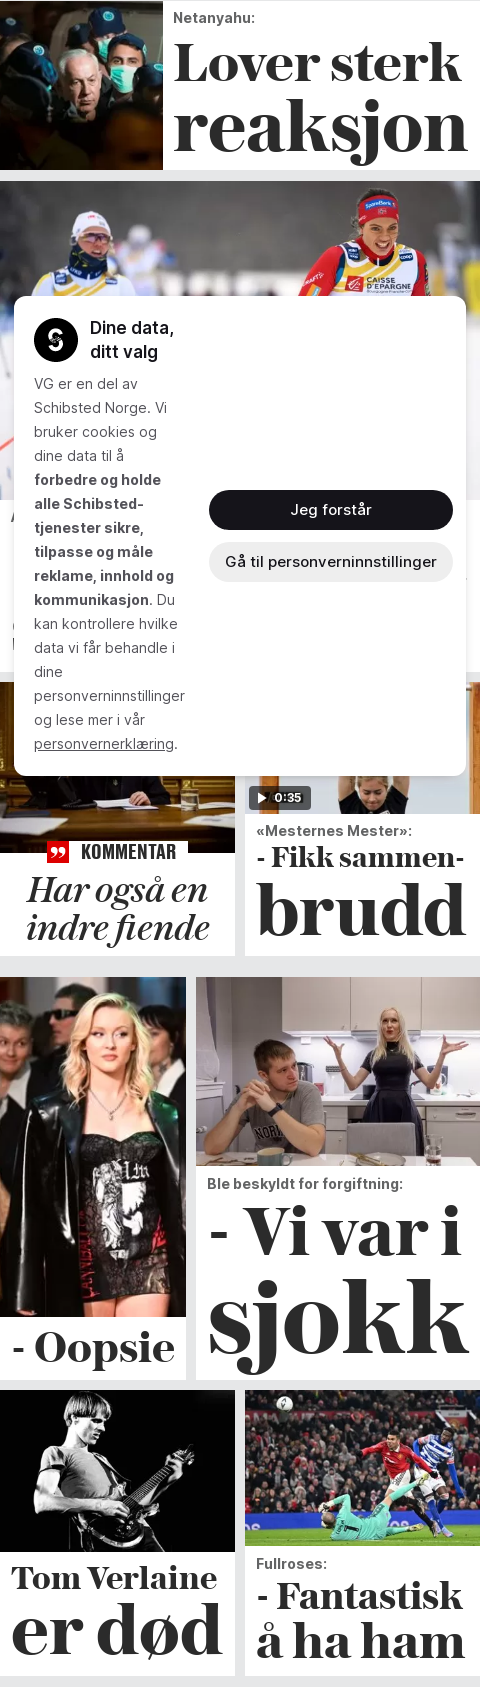 Netanyahu:
Lover sterk
reaksjon
CAISSE
D'EPARGNE
Dine data,
ditt valg
VG er en del av
Schibsted Norge. Vi
bruker cookies og
dine data til å
forbedre og holde
alle Schibsted-
tjenester sikre,
tilpasse og måle
reklame, innhold og
kommunikasjon. Du
kan kontrollere hvilke
data vi får behandle i
dine
personverninnstillinger
og lese mer i vår
personvernerklæring.
Jeg forstår
Gå til personverninnstillinger
0:35
KOMMENTAR
Har også en
indre fiende
«Mesternes Mester»:
- Fikk sammen-
brudd
- Oopsie
Ble beskyldt for forgiftning:
- Vi var i
sjokk
Tom Verlaine
er død
Fullroses:
- Fantastisk
å ha ham